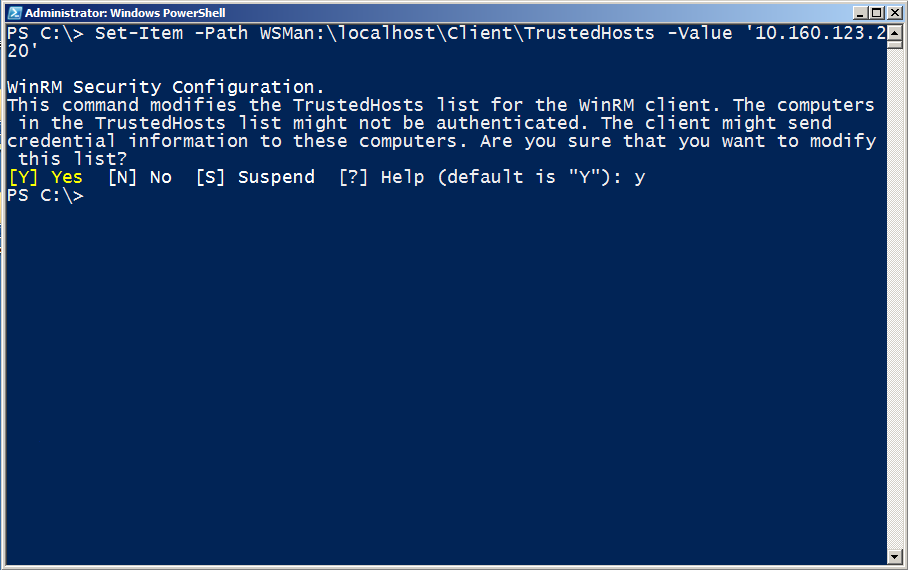 Administrator: Windows PowerShell
PS C:\> Set-Item -Path WSMan:\localhost\Client\TrustedHosts -Value '10.160.123.2
20'
WinRM Security Configuration.
This command modifies the TrustedHosts list for the WinRM client. The computers
 in the TrustedHosts list might not be authenticated. The client might send
credential information to these computers. Are you sure that you want to modify
 this list?
[Y] Yes  [N] No  [S] Suspend  [?] Help (default is "Y"): y
PS C:\>